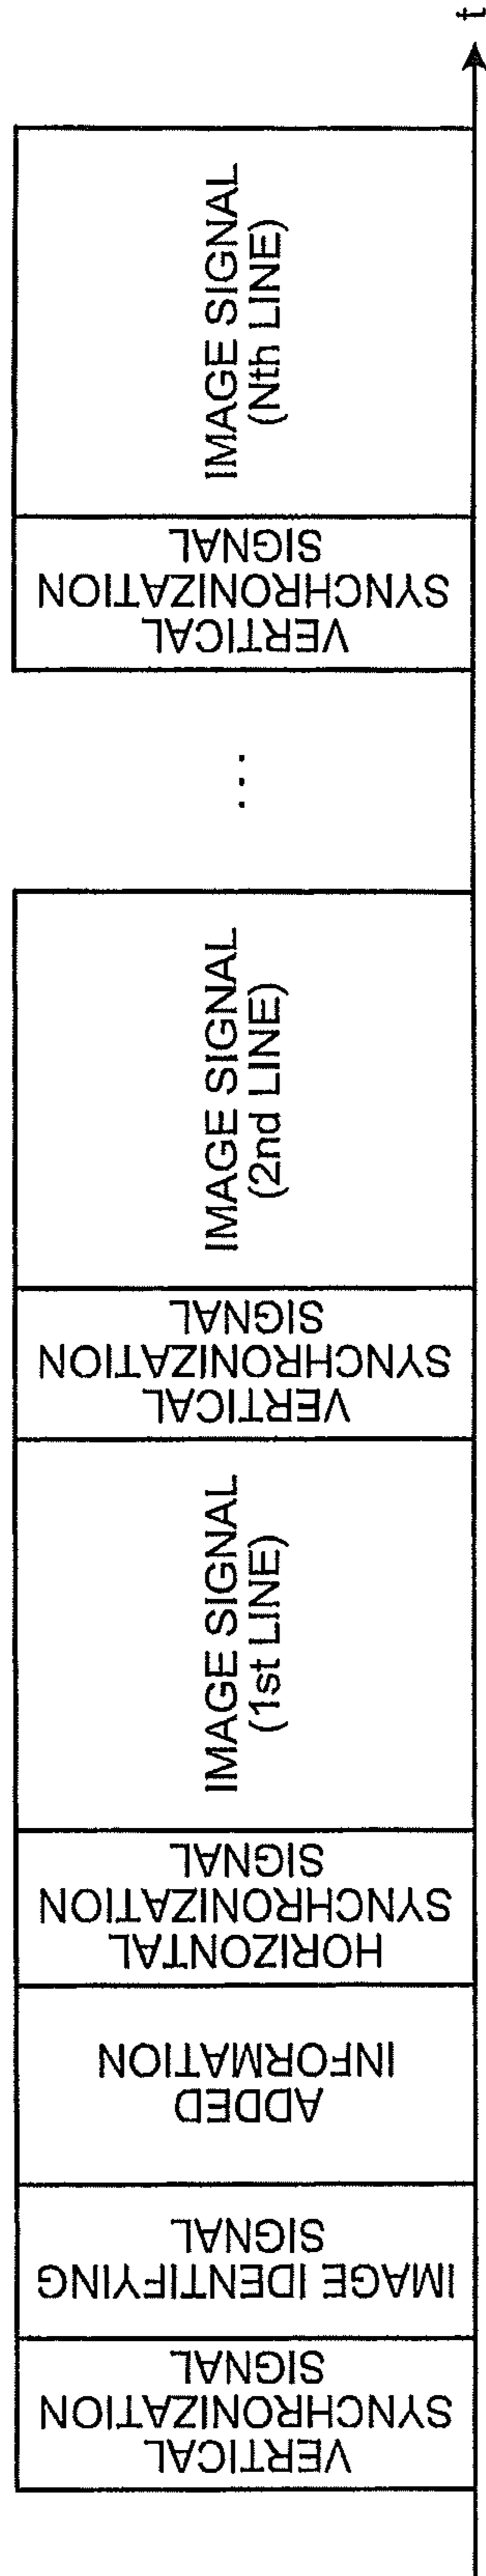 VERTICAL
SYNCHRONIZATION
SIGNAL
IMAGE IDENTIFYING
SIGNAL
ADDED
INFORMATION
HORIZONTAL
SYNCHRONIZATION
SIGNAL
IMAGE SIGNAL
(1st LINE)
VERTICAL
SYNCHRONIZATION
SIGNAL
IMAGE SIGNAL
(2nd LINE)
VERTICAL
SYNCHRONIZATION
SIGNAL
IMAGE SIGNAL
(Nth LINE)
t